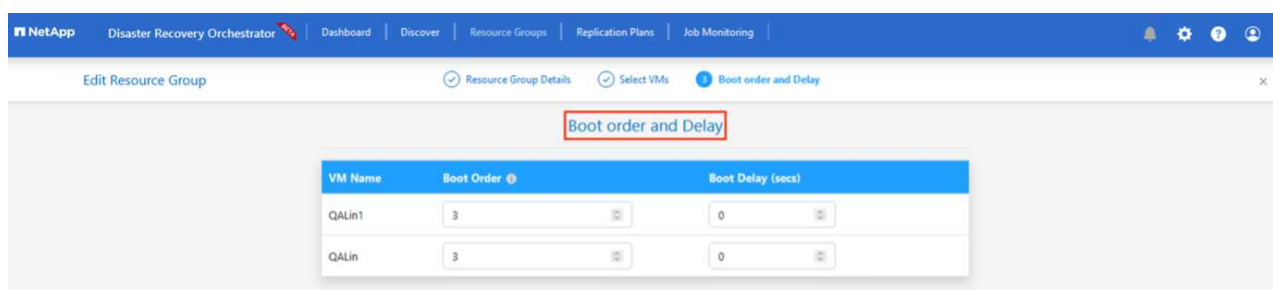 NetApp Disaster Recovery Orchestrator Dashboard Discover Resource Groups Replication Plans Job Monitoring
Edit Resource Group Resource Group Details Select VMs 3 Boot order and Delay
Boot order and Delay
VM Name Boot Order Boot Delay (secs)
QALin1 3 0
QALin 3 0